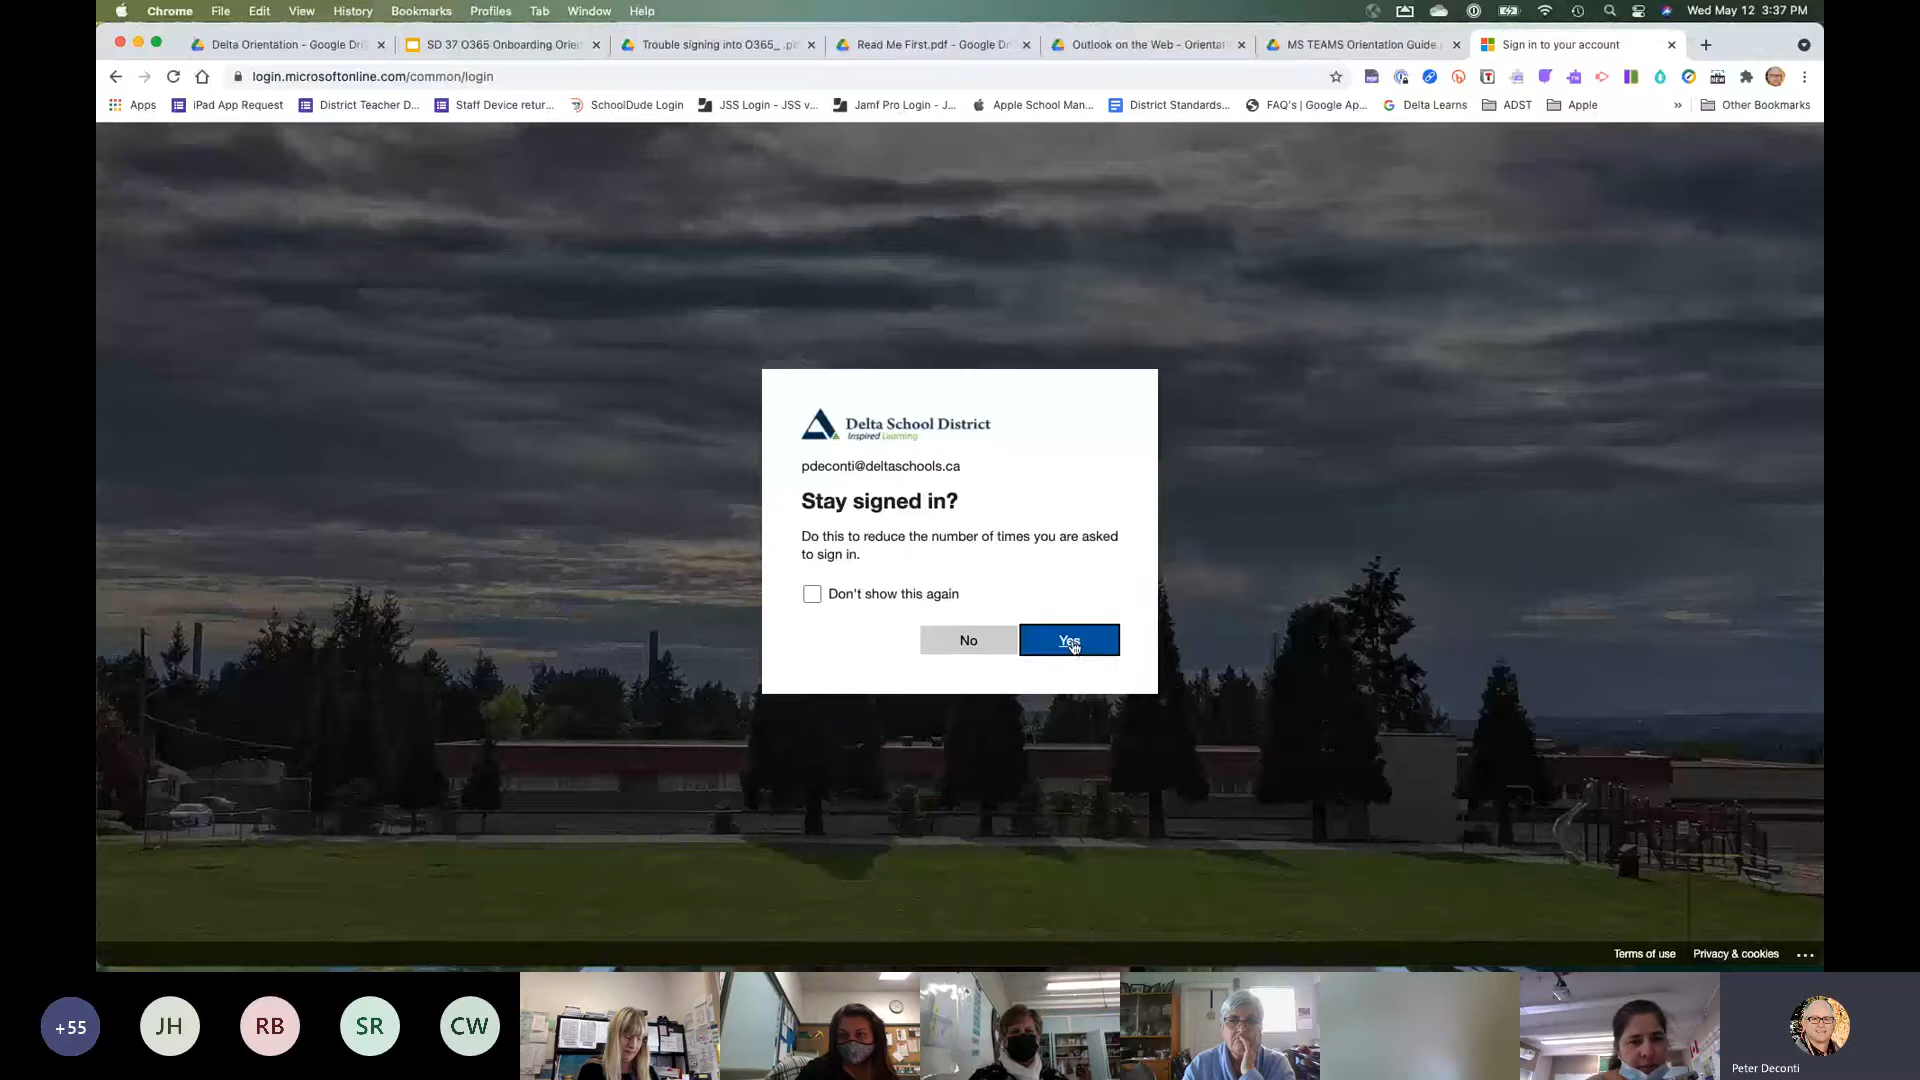 Chrome File Edit View History Bookmarks Profiles Tab Window Help Wed May 12 3:37 PM
Delta Orientation - Google Dri SD 37 O365 Onboarding Orie Trouble signing into O365_ .p Read Me First.pdf - Google Dr Outlook on the Web - Orientat MS TEAMS Orientation Guide. Sign in to your account
login.microsoftonline.com/common/login
Apps iPad App Request District Teacher D... Staff Device retur... SchoolDude Login JSS Login - JSS v... Jamf Pro Login - J... Apple School Man... District Standards... FAQ's | Google Ap... Delta Learns ADST Apple » Other Bookmarks
Delta School District
Inspired Learning
pdeconti@deltaschools.ca
Stay signed in?
Do this to reduce the number of times you are asked
to sign in.
Don't show this again
No Yes
Terms of use Privacy & cookies ...
+55 JH RB SR CW
Peter Deconti